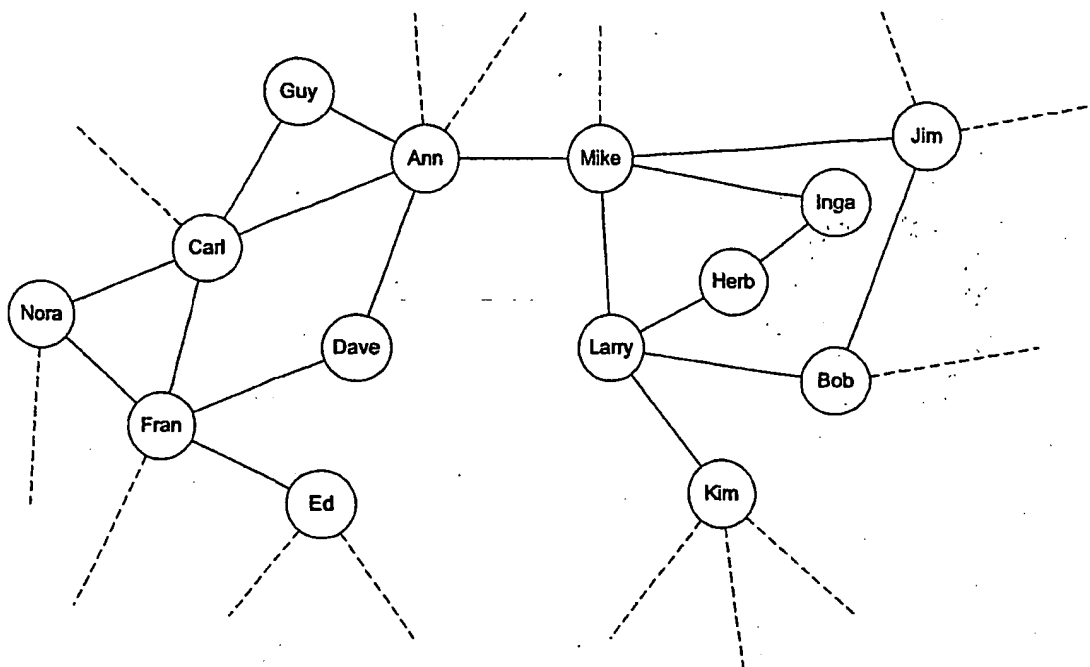 Guy
Ann
Mike
Jim
Inga
Carl
Herb
Nora
Dave
Larry
Bob
Fran
Ed
Kim